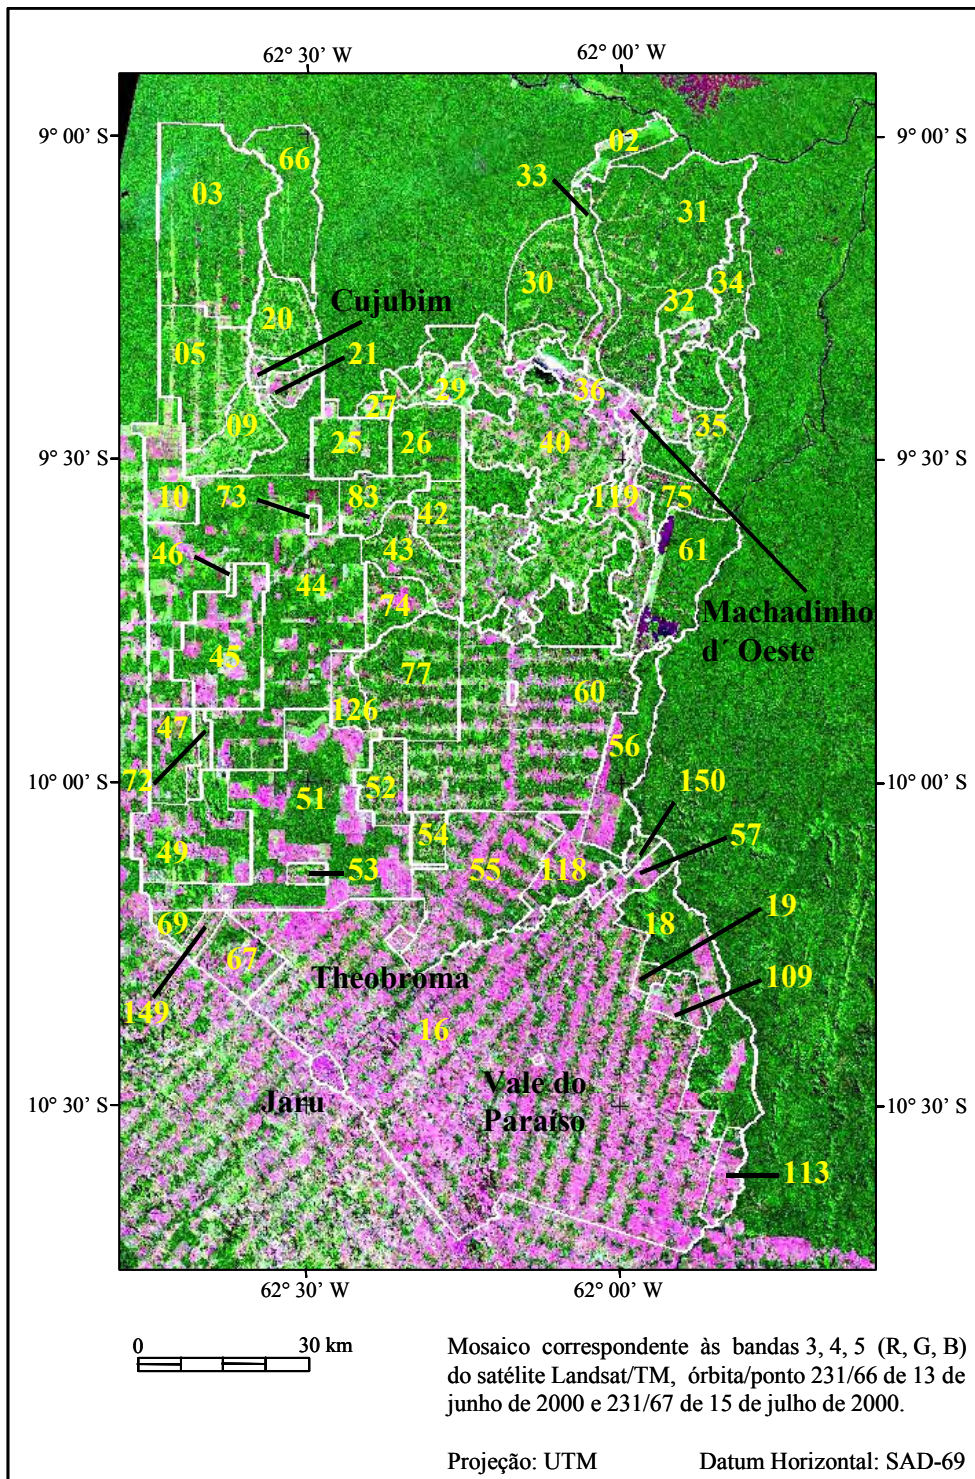 62° 30’ W
62° 00’ W
9° 00’ S
9° 00’ S
02
66
33
03
31
30
34
32
Cujubim
20
21
05
29
36
27
09
25
26
40
35
9° 30’ S
9° 30’ S
10
73
83
119
75
42
46
43
61
44
74
Machadinho
d´ Oeste
45
77
60
126
47
56
72
10° 00’ S
10° 00’ S
51
52
150
54
57
49
53
55
118
19
69
18
67
Theobroma
109
149
16
Vale do
Paraíso
Jaru
10° 30’ S
10° 30’ S
113
62° 30’ W
62° 00’ W
0
30 km
Mosaico correspondente às bandas 3, 4, 5 (R, G, B)
do satélite Landsat/TM, órbita/ponto 231/66 de 13 de
junho de 2000 e 231/67 de 15 de julho de 2000.
Projeção: UTM
Datum Horizontal: SAD-69